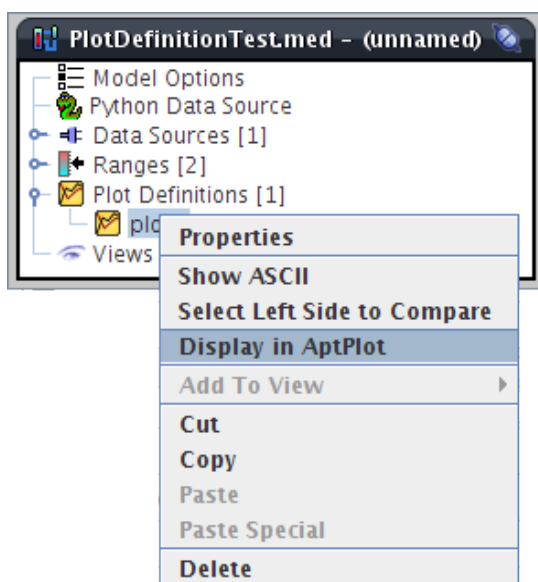 PlotDefinitionTest.med - (unnamed)
Model Options
Python Data Source
Data Sources [1]
Ranges [2]
Plot Definitions [1]
Views
Properties
Show ASCII
Select Left Side to Compare
Display in AptPlot
Add To View
Cut
Copy
Paste
Paste Special
Delete